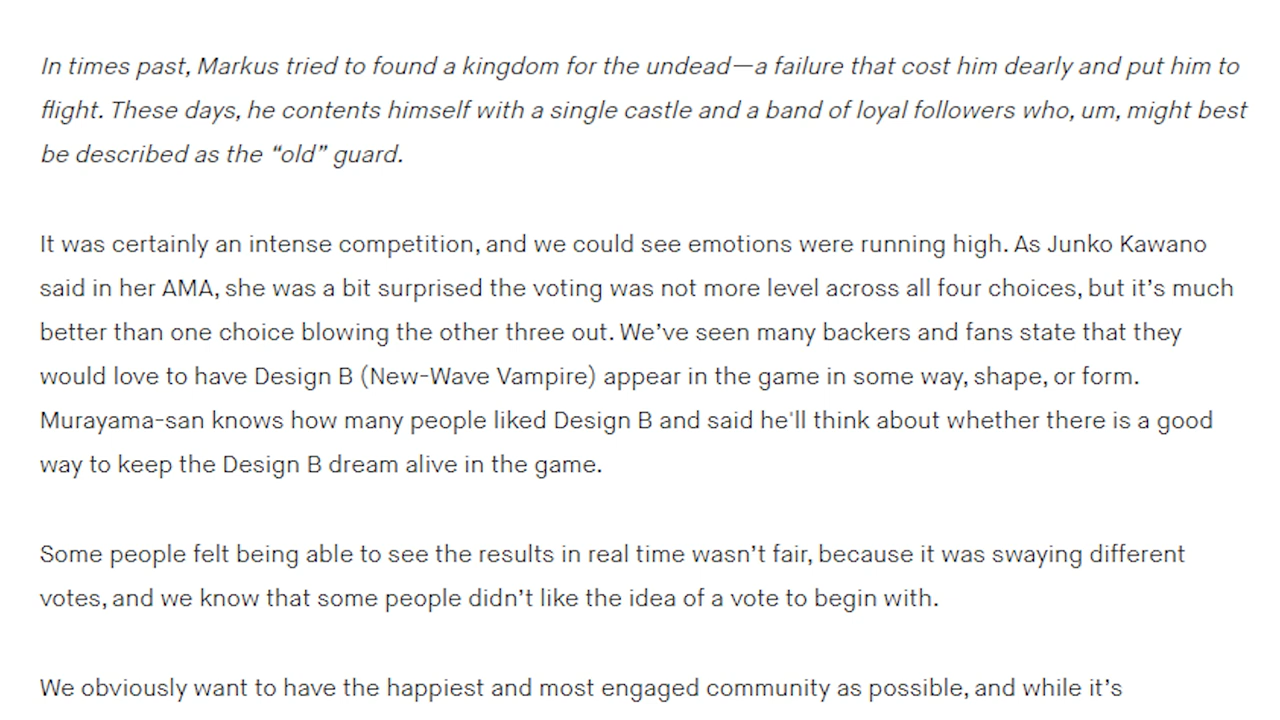 In times past, Markus tried to found a kingdom for the undead—a failure that cost him dearly and put him to
flight. These days, he contents himself with a single castle and a band of loyal followers who, um, might best
be described as the “old” guard.
It was certainly an intense competition, and we could see emotions were running high. As Junko Kawano
said in her AMA, she was a bit surprised the voting was not more level across all four choices, but it’s much
better than one choice blowing the other three out. We’ve seen many backers and fans state that they
would love to have Design B (New-Wave Vampire) appear in the game in some way, shape, or form.
Murayama-san knows how many people liked Design B and said he'll think about whether there is a good
way to keep the Design B dream alive in the game.
Some people felt being able to see the results in real time wasn’t fair, because it was swaying different
votes, and we know that some people didn’t like the idea of a vote to begin with.
We obviously want to have the happiest and most engaged community as possible, and while it’s